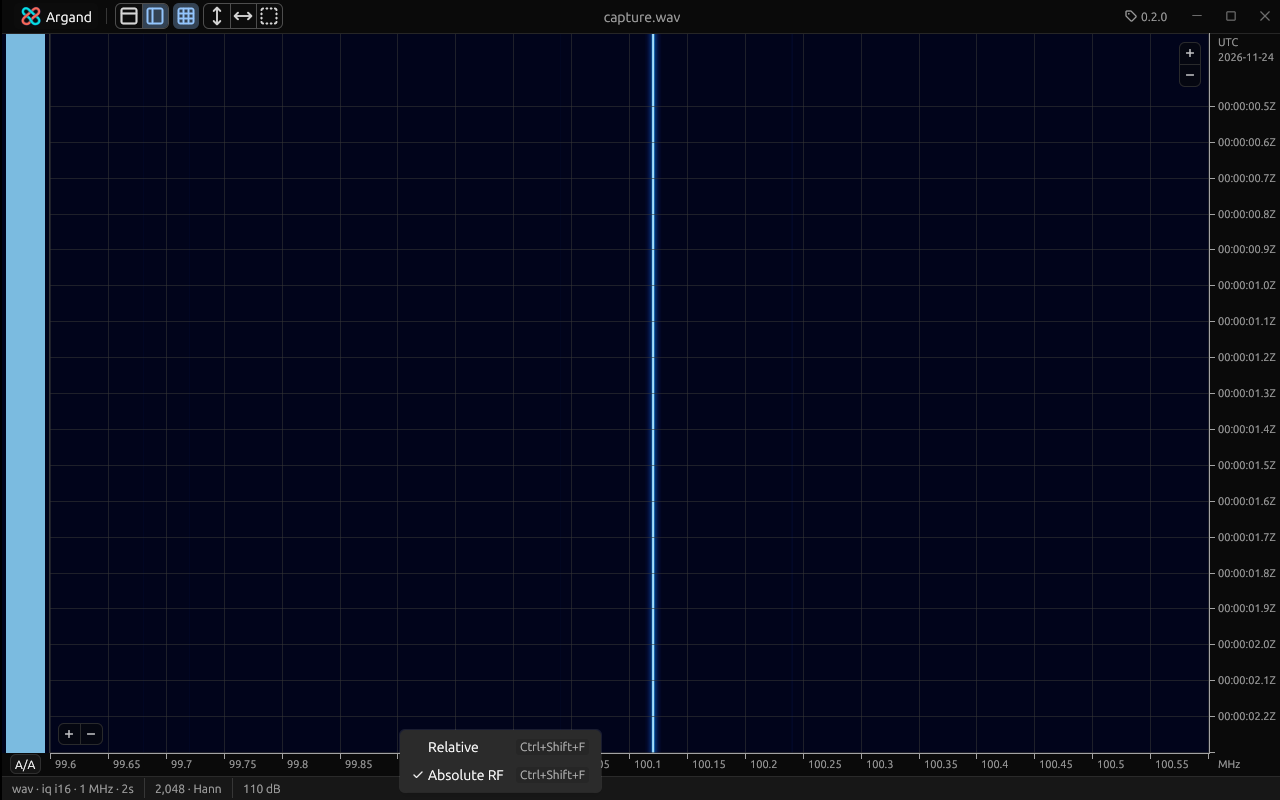 Argand
capture.wav
0.2.0
+
−
UTC
2026-11-24
00:00:00.5Z
00:00:00.6Z
00:00:00.7Z
00:00:00.8Z
00:00:00.9Z
00:00:01.0Z
00:00:01.1Z
00:00:01.2Z
00:00:01.3Z
00:00:01.4Z
00:00:01.5Z
00:00:01.6Z
00:00:01.7Z
00:00:01.8Z
00:00:01.9Z
00:00:02.0Z
00:00:02.1Z
00:00:02.2Z
+ −
Relative Ctrl+Shift+F
✓ Absolute RF Ctrl+Shift+F
A/A 99.6 99.65 99.7 99.75 99.8 99.85 100.1 100.15 100.2 100.25 100.3 100.35 100.4 100.45 100.5 100.55 MHz
wav · iq i16 · 1 MHz · 2s 2,048 · Hann 110 dB